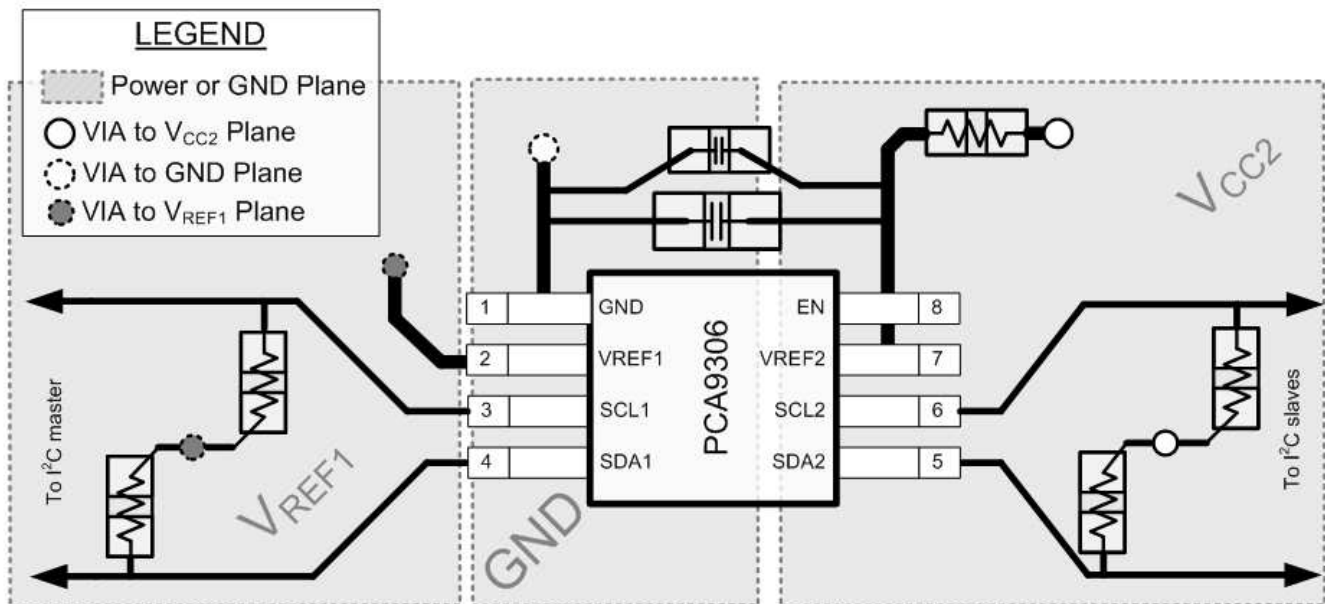 LEGEND
Power or GND Plane
VIA to VCC2 Plane
VIA to GND Plane
VIA to VREF1 Plane
VCC2
1 GND EN 8
2 VREF1 VREF2 7
3 SCL1 SCL2 6
4 SDA1 SDA2 5
PCA9306
To I²C master
To I²C slaves
VREF1
GND